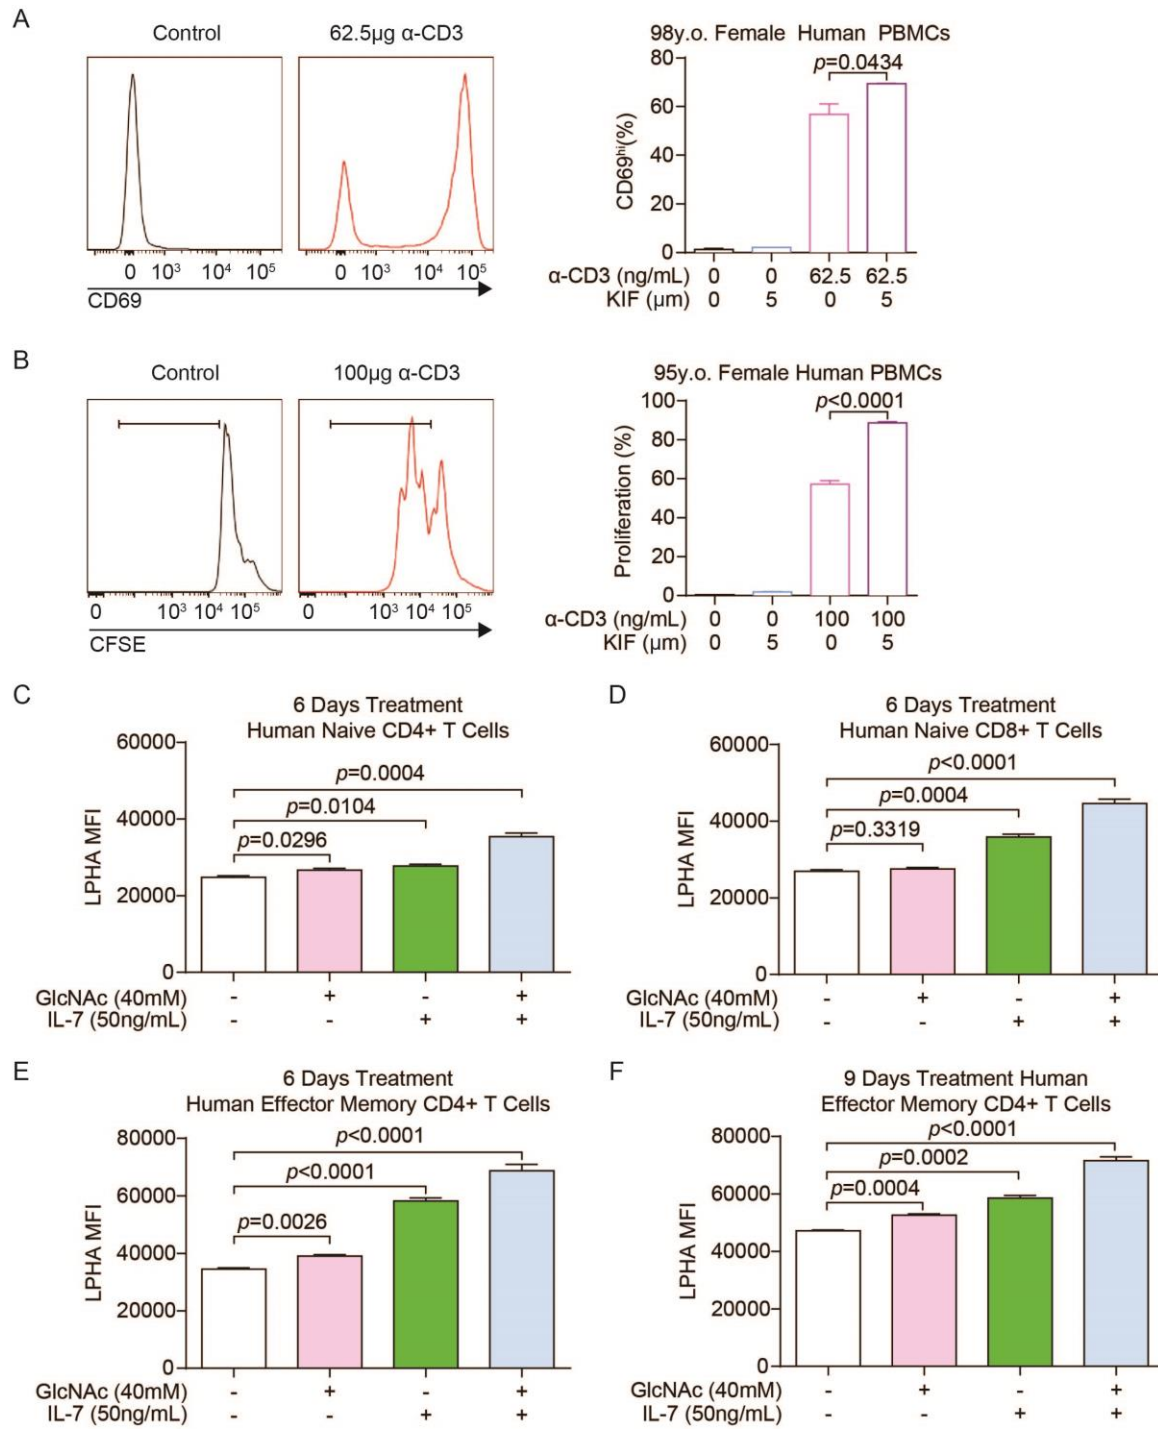 A
Control
62.5µg α-CD3
0 10³ 10⁴ 10⁵
0 10³ 10⁴ 10⁵
CD69
98y.o. Female Human PBMCs
p=0.0434
80
60
40
20
0
CD69ʰⁱ(%)
α-CD3 (ng/mL) 0 0 62.5 62.5
KIF (µm) 0 5 0 5
B
Control
100µg α-CD3
0 10³ 10⁴ 10⁵
0 10³ 10⁴ 10⁵
CFSE
95y.o. Female Human PBMCs
p<0.0001
100
80
60
40
20
0
Proliferation (%)
α-CD3 (ng/mL) 0 0 100 100
KIF (µm) 0 5 0 5
C
6 Days Treatment
Human Naive CD4+ T Cells
60000
40000
20000
0
LPHA MFI
p=0.0004
p=0.0104
p=0.0296
GlcNAc (40mM) - + - +
IL-7 (50ng/mL) - - + +
D
6 Days Treatment
Human Naive CD8+ T Cells
60000
40000
20000
0
LPHA MFI
p<0.0001
p=0.0004
p=0.3319
GlcNAc (40mM) - + - +
IL-7 (50ng/mL) - - + +
E
6 Days Treatment
Human Effector Memory CD4+ T Cells
80000
60000
40000
20000
0
LPHA MFI
p<0.0001
p<0.0001
p=0.0026
GlcNAc (40mM) - + - +
IL-7 (50ng/mL) - - + +
F
9 Days Treatment Human
Effector Memory CD4+ T Cells
80000
60000
40000
20000
0
LPHA MFI
p<0.0001
p=0.0002
p=0.0004
GlcNAc (40mM) - + - +
IL-7 (50ng/mL) - - + +